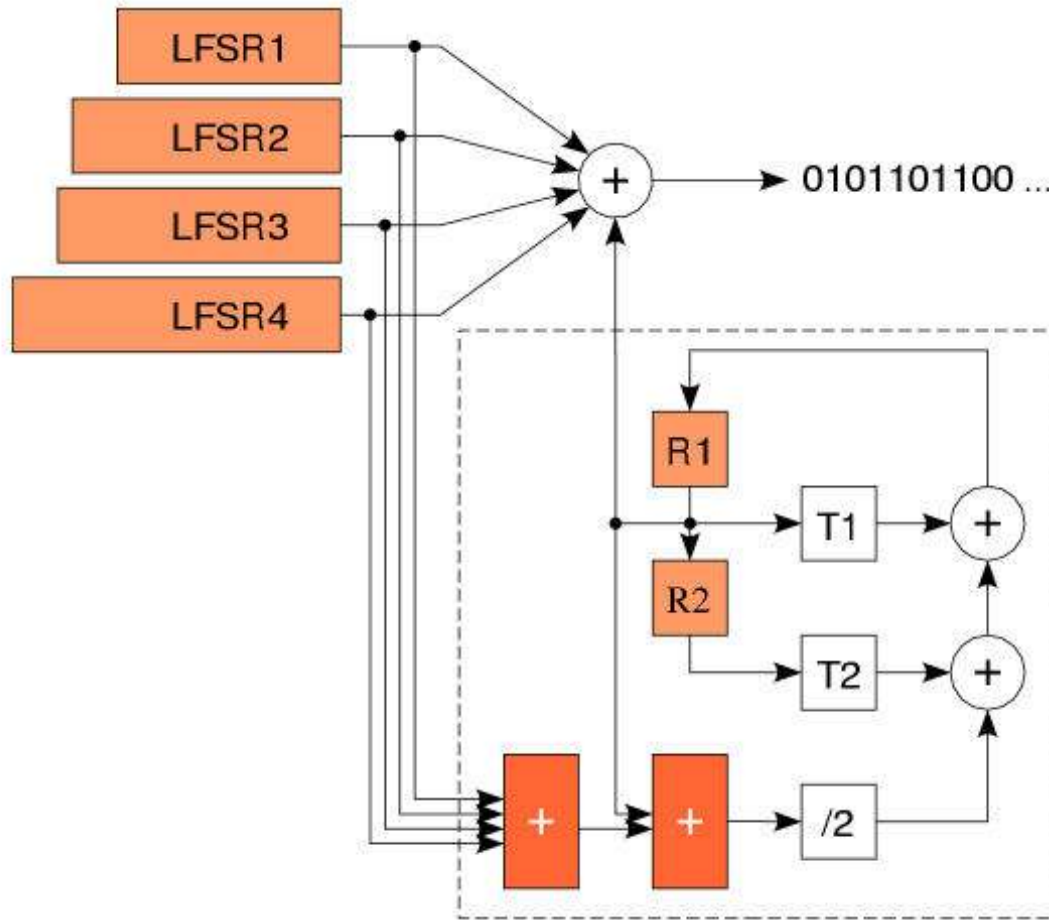 LFSR1
LFSR2
LFSR3
LFSR4
+
0101101100 ...
R1
T1
+
R2
T2
+
+
+
/2